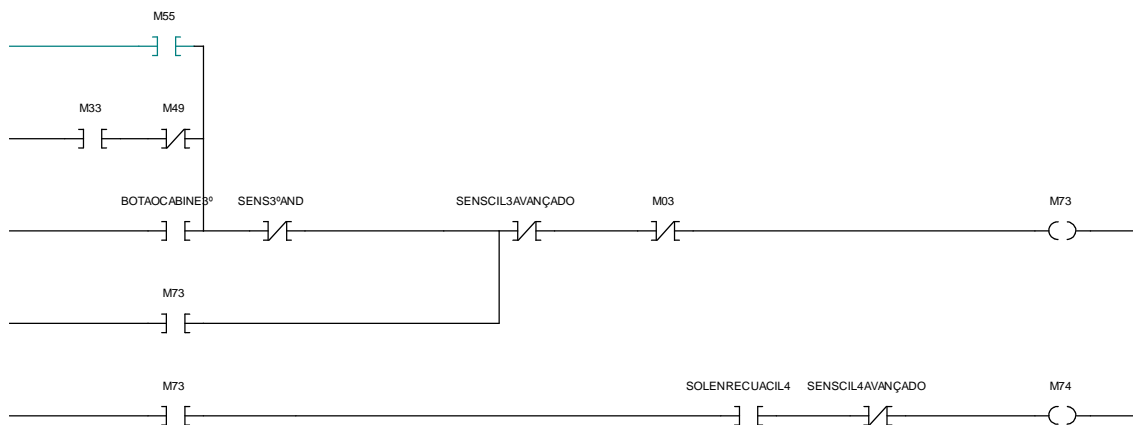 M55
M33 M49
BOTAOCABINE3º SENS3ºAND SENSCIL3AVANÇADO M03 M73
M73
M73 SOLENRECUACIL4 SENSCIL4AVANÇADO M74